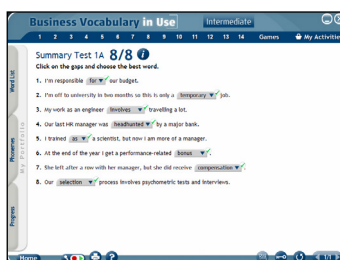 Business Vocabulary in Use Intermediate
1 2 3 4 5 6 7 8 9 10 11 12 13 14 Games My Activities
Summary Test 1A 8/8
Click on the gaps and choose the best word.
1. I'm responsible for our budget.
2. I'm off to university in two months so this is only a temporary job.
3. My work as an engineer involves travelling a lot.
4. Our last HR manager was headhunted by a major bank.
5. I trained as a scientist, but now I am more of a manager.
6. At the end of the year I get a performance-related bonus.
7. She left after a row with her manager, but she did receive compensation.
8. Our selection process involves psychometric tests and interviews.
Word List
Phonemes
My Portfolio
Progress
Home
1/1